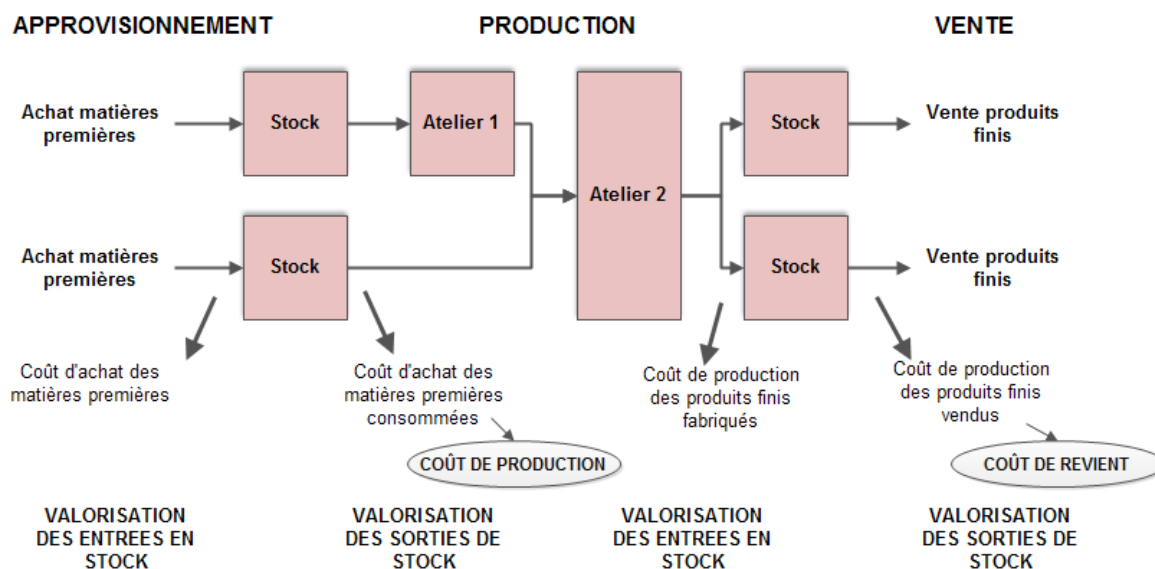 APPROVISIONNEMENT
PRODUCTION
VENTE
Achat matières
premières
Stock
Atelier 1
Atelier 2
Stock
Vente produits
finis
Achat matières
premières
Stock
Stock
Vente produits
finis
Coût d'achat des
matières premières
Coût d'achat des
matières premières
consommées
Coût de production
des produits finis
fabriqués
Coût de production
des produits finis
vendus
COÛT DE PRODUCTION
COÛT DE REVIENT
VALORISATION
DES ENTREES EN
STOCK
VALORISATION
DES SORTIES DE
STOCK
VALORISATION
DES ENTREES EN
STOCK
VALORISATION
DES SORTIES DE
STOCK